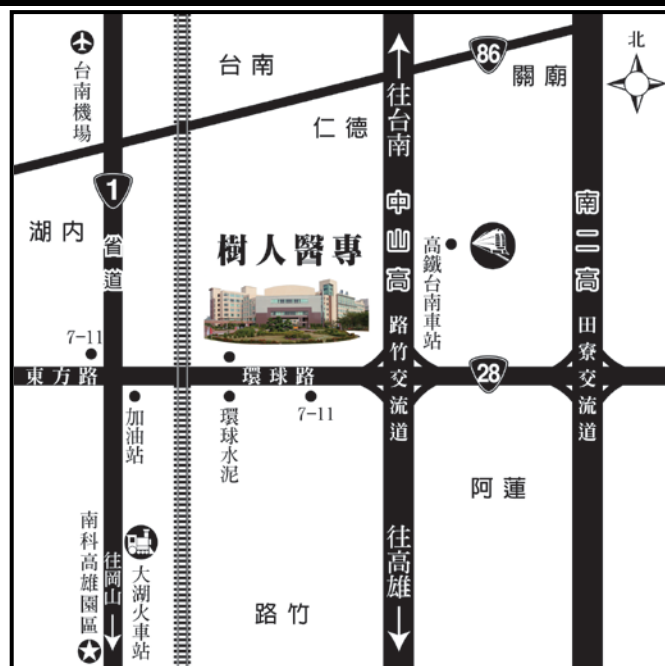 北
台南機場
台南
86
關廟
往台南
仁德
1
省道
湖内
樹人醫專
中山高
高鐵台南車站
南二高
7-11
東方路
環球路
路竹交流道
28
田寮交流道
加油站
環球水泥
7-11
阿蓮
南科高雄園區
往岡山
大湖火車站
路竹
往高雄